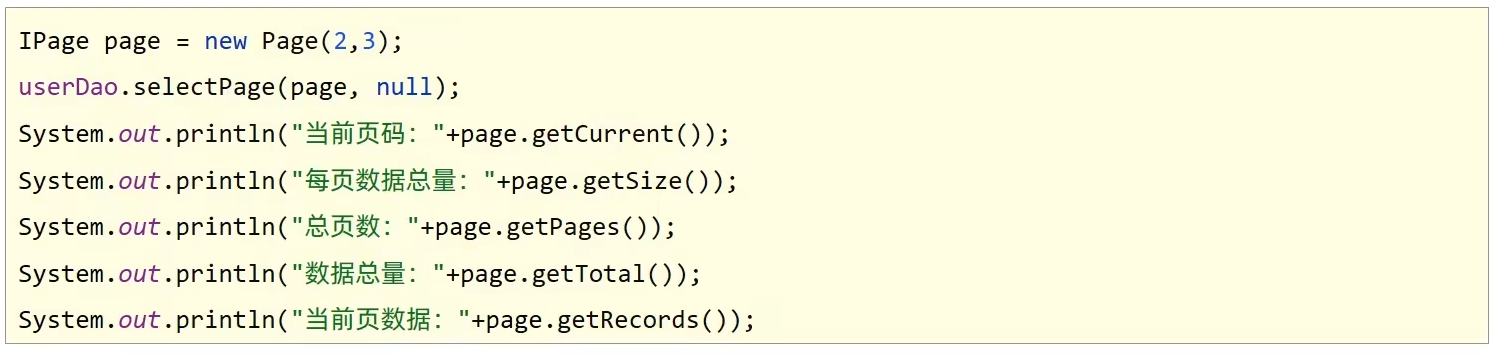 IPage page = new Page(2,3);
userDao.selectPage(page, null);
System.out.println("当前页码："+page.getCurrent());
System.out.println("每页数据总量："+page.getSize());
System.out.println("总页数："+page.getPages());
System.out.println("数据总量："+page.getTotal());
System.out.println("当前页数据："+page.getRecords());